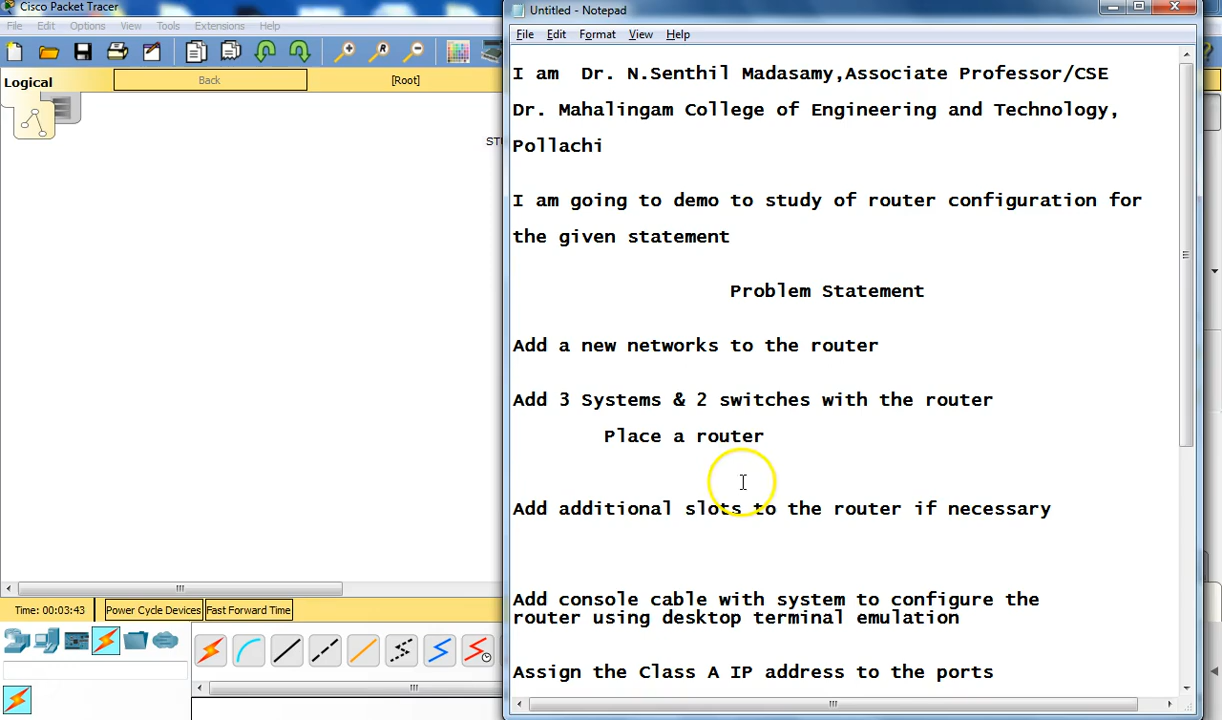 Cisco Packet Tracer
File Edit Options View Tools Extensions Help
Logical
Back
[Root]
Time: 00:03:43
Power Cycle Devices
Fast Forward Time
Untitled - Notepad
File Edit Format View Help
I am  Dr. N.Senthil Madasamy,Associate Professor/CSE
Dr. Mahalingam College of Engineering and Technology,
Pollachi
I am going to demo to study of router configuration for
the given statement
Problem Statement
Add a new networks to the router
Add 3 Systems & 2 switches with the router
Place a router
Add additional slots to the router if necessary
Add console cable with system to configure the
router using desktop terminal emulation
Assign the Class A IP address to the ports